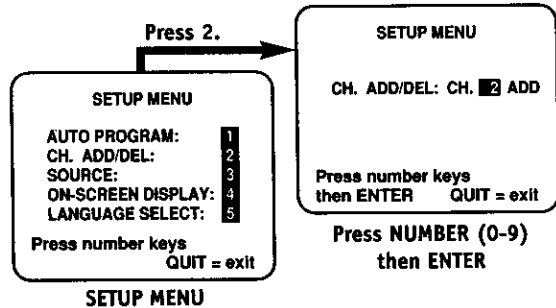 Press 2.
SETUP MENU
AUTO PROGRAM: 1
CH. ADD/DEL: 2
SOURCE: 3
ON-SCREEN DISPLAY: 4
LANGUAGE SELECT: 5
Press number keys
QUIT = exit
SETUP MENU
SETUP MENU
CH. ADD/DEL: CH. 2 ADD
Press number keys
then ENTER QUIT = exit
Press NUMBER (0-9)
then ENTER